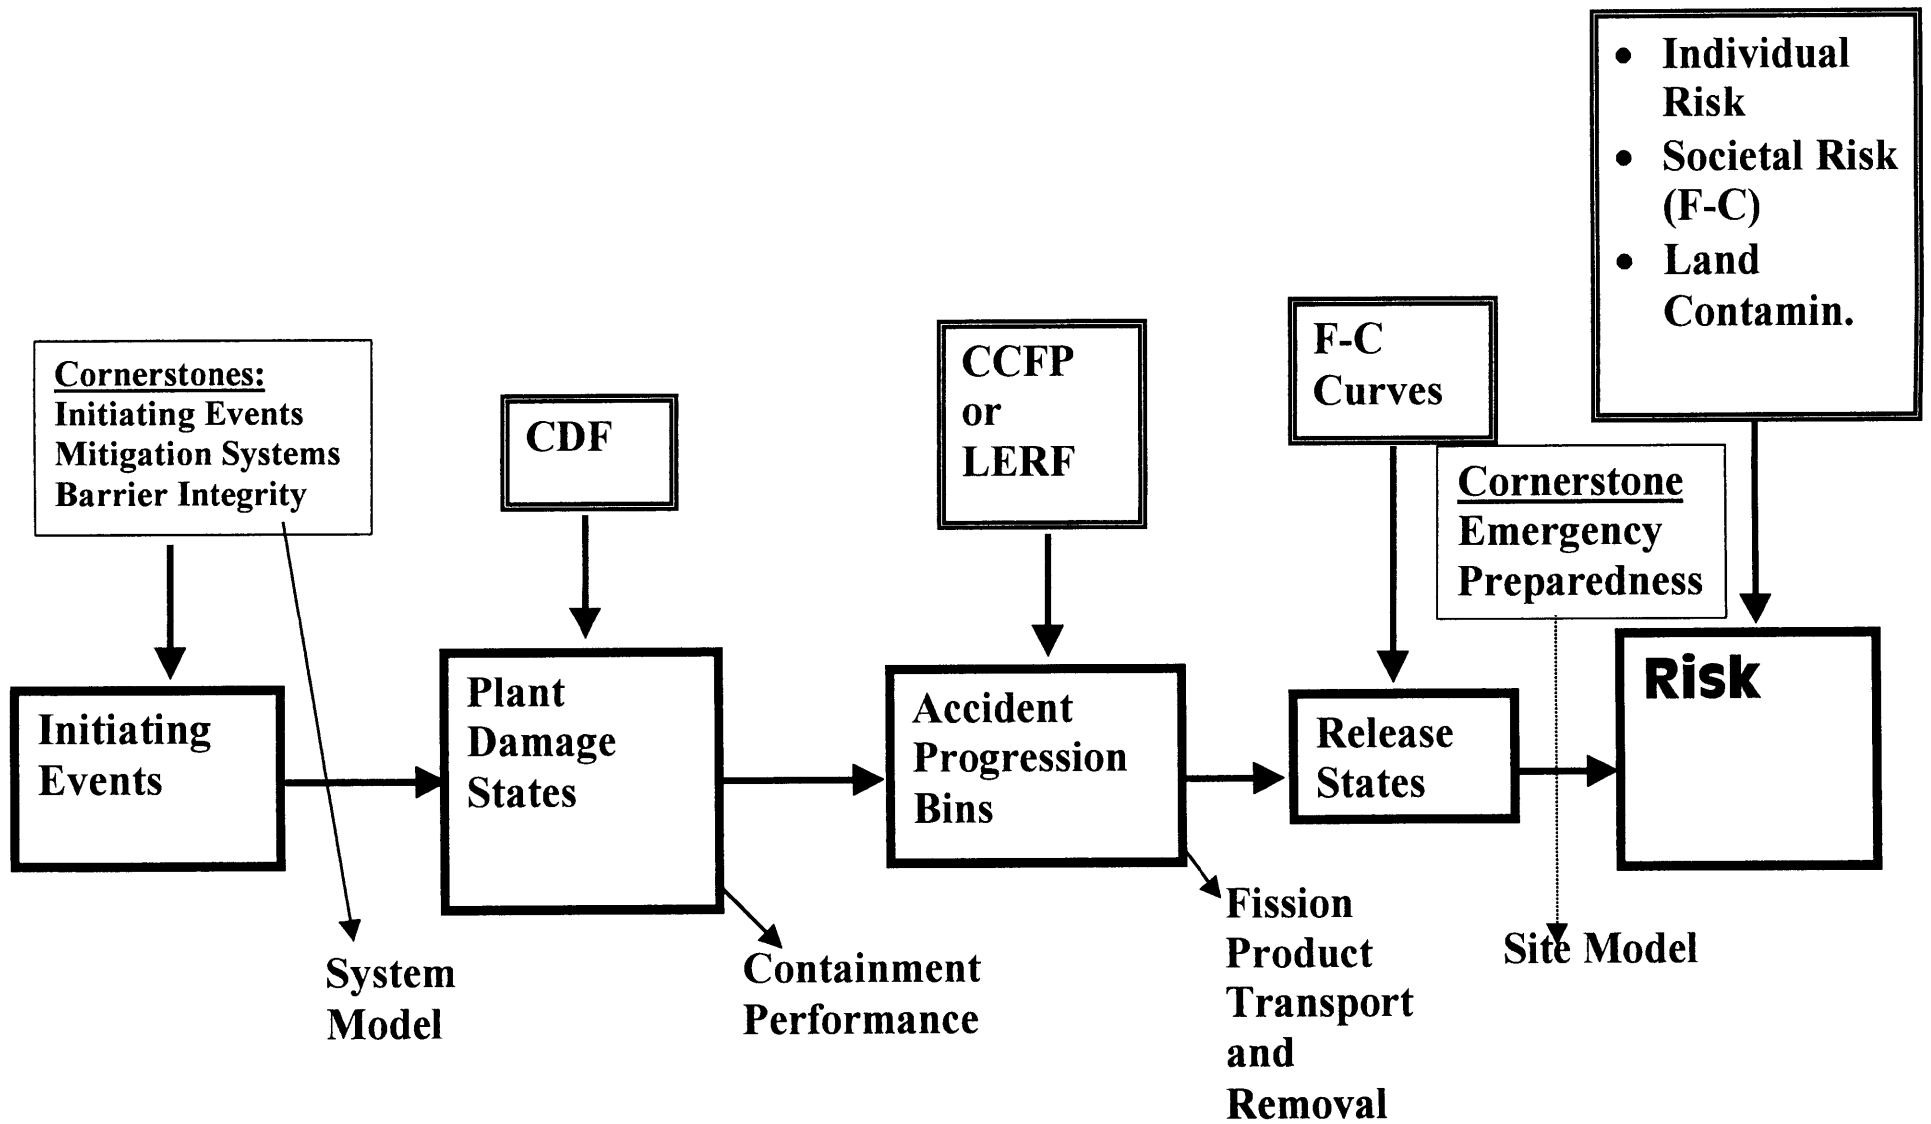 • Individual
Risk
• Societal Risk
(F-C)
• Land
Contamin.
Cornerstones:
Initiating Events
Mitigation Systems
Barrier Integrity
CDF
CCFP
or
LERF
F-C
Curves
Cornerstone
Emergency
Preparedness
Initiating
Events
Plant
Damage
States
Accident
Progression
Bins
Release
States
Risk
System
Model
Containment
Performance
Fission
Product
Transport
and
Removal
Site Model